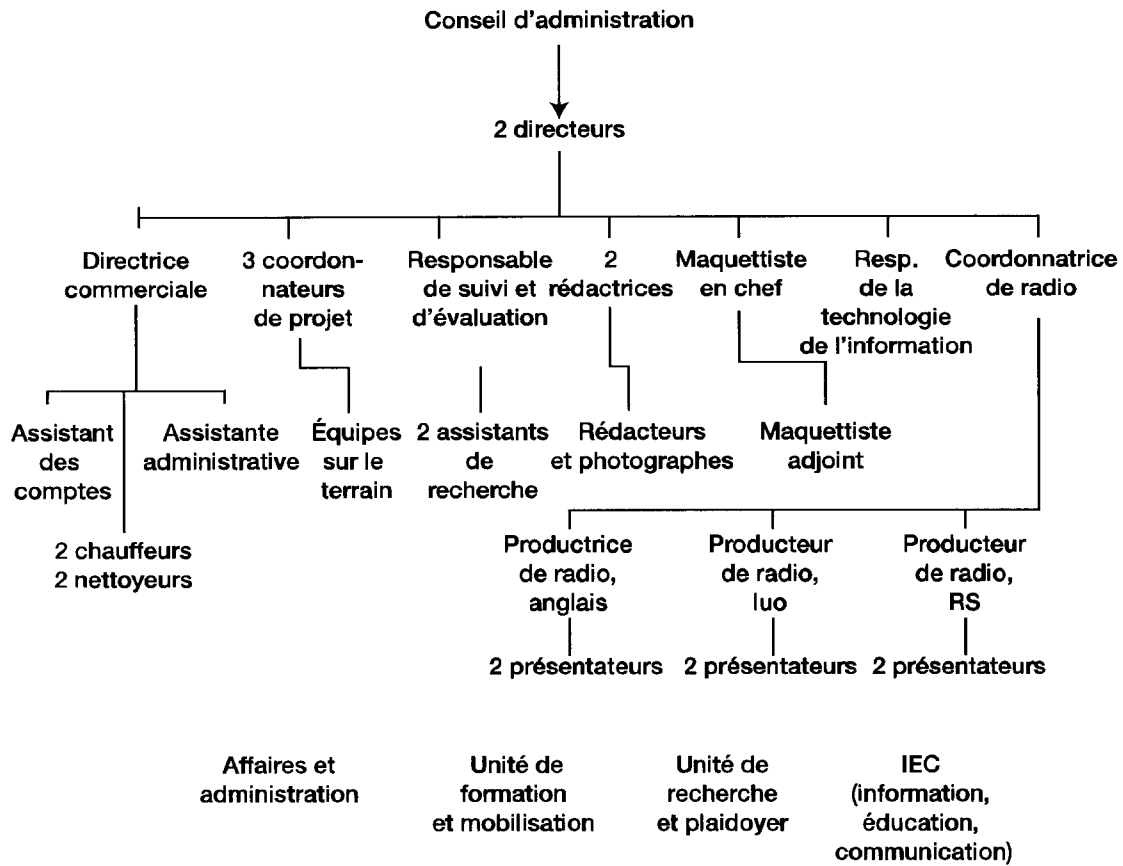 Conseil d'administration
2 directeurs
Directrice
commerciale
3 coordon-
nateurs
de projet
Responsable
de suivi et
d'évaluation
2
rédactrices
Maquettiste
en chef
Resp.
de la
technologie
de l'information
Coordonnatrice
de radio
Assistant
des
comptes
Assistante
administrative
Équipes
sur le
terrain
2 assistants
de
recherche
Rédacteurs
et photographes
Maquettiste
adjoint
2 chauffeurs
2 nettoyeurs
Productrice
de radio,
anglais
Producteur
de radio,
luo
Producteur
de radio,
RS
2 présentateurs
2 présentateurs
2 présentateurs
Affaires et
administration
Unité de
formation
et mobilisation
Unité de
recherche
et plaidoyer
IEC
(information,
éducation,
communication)